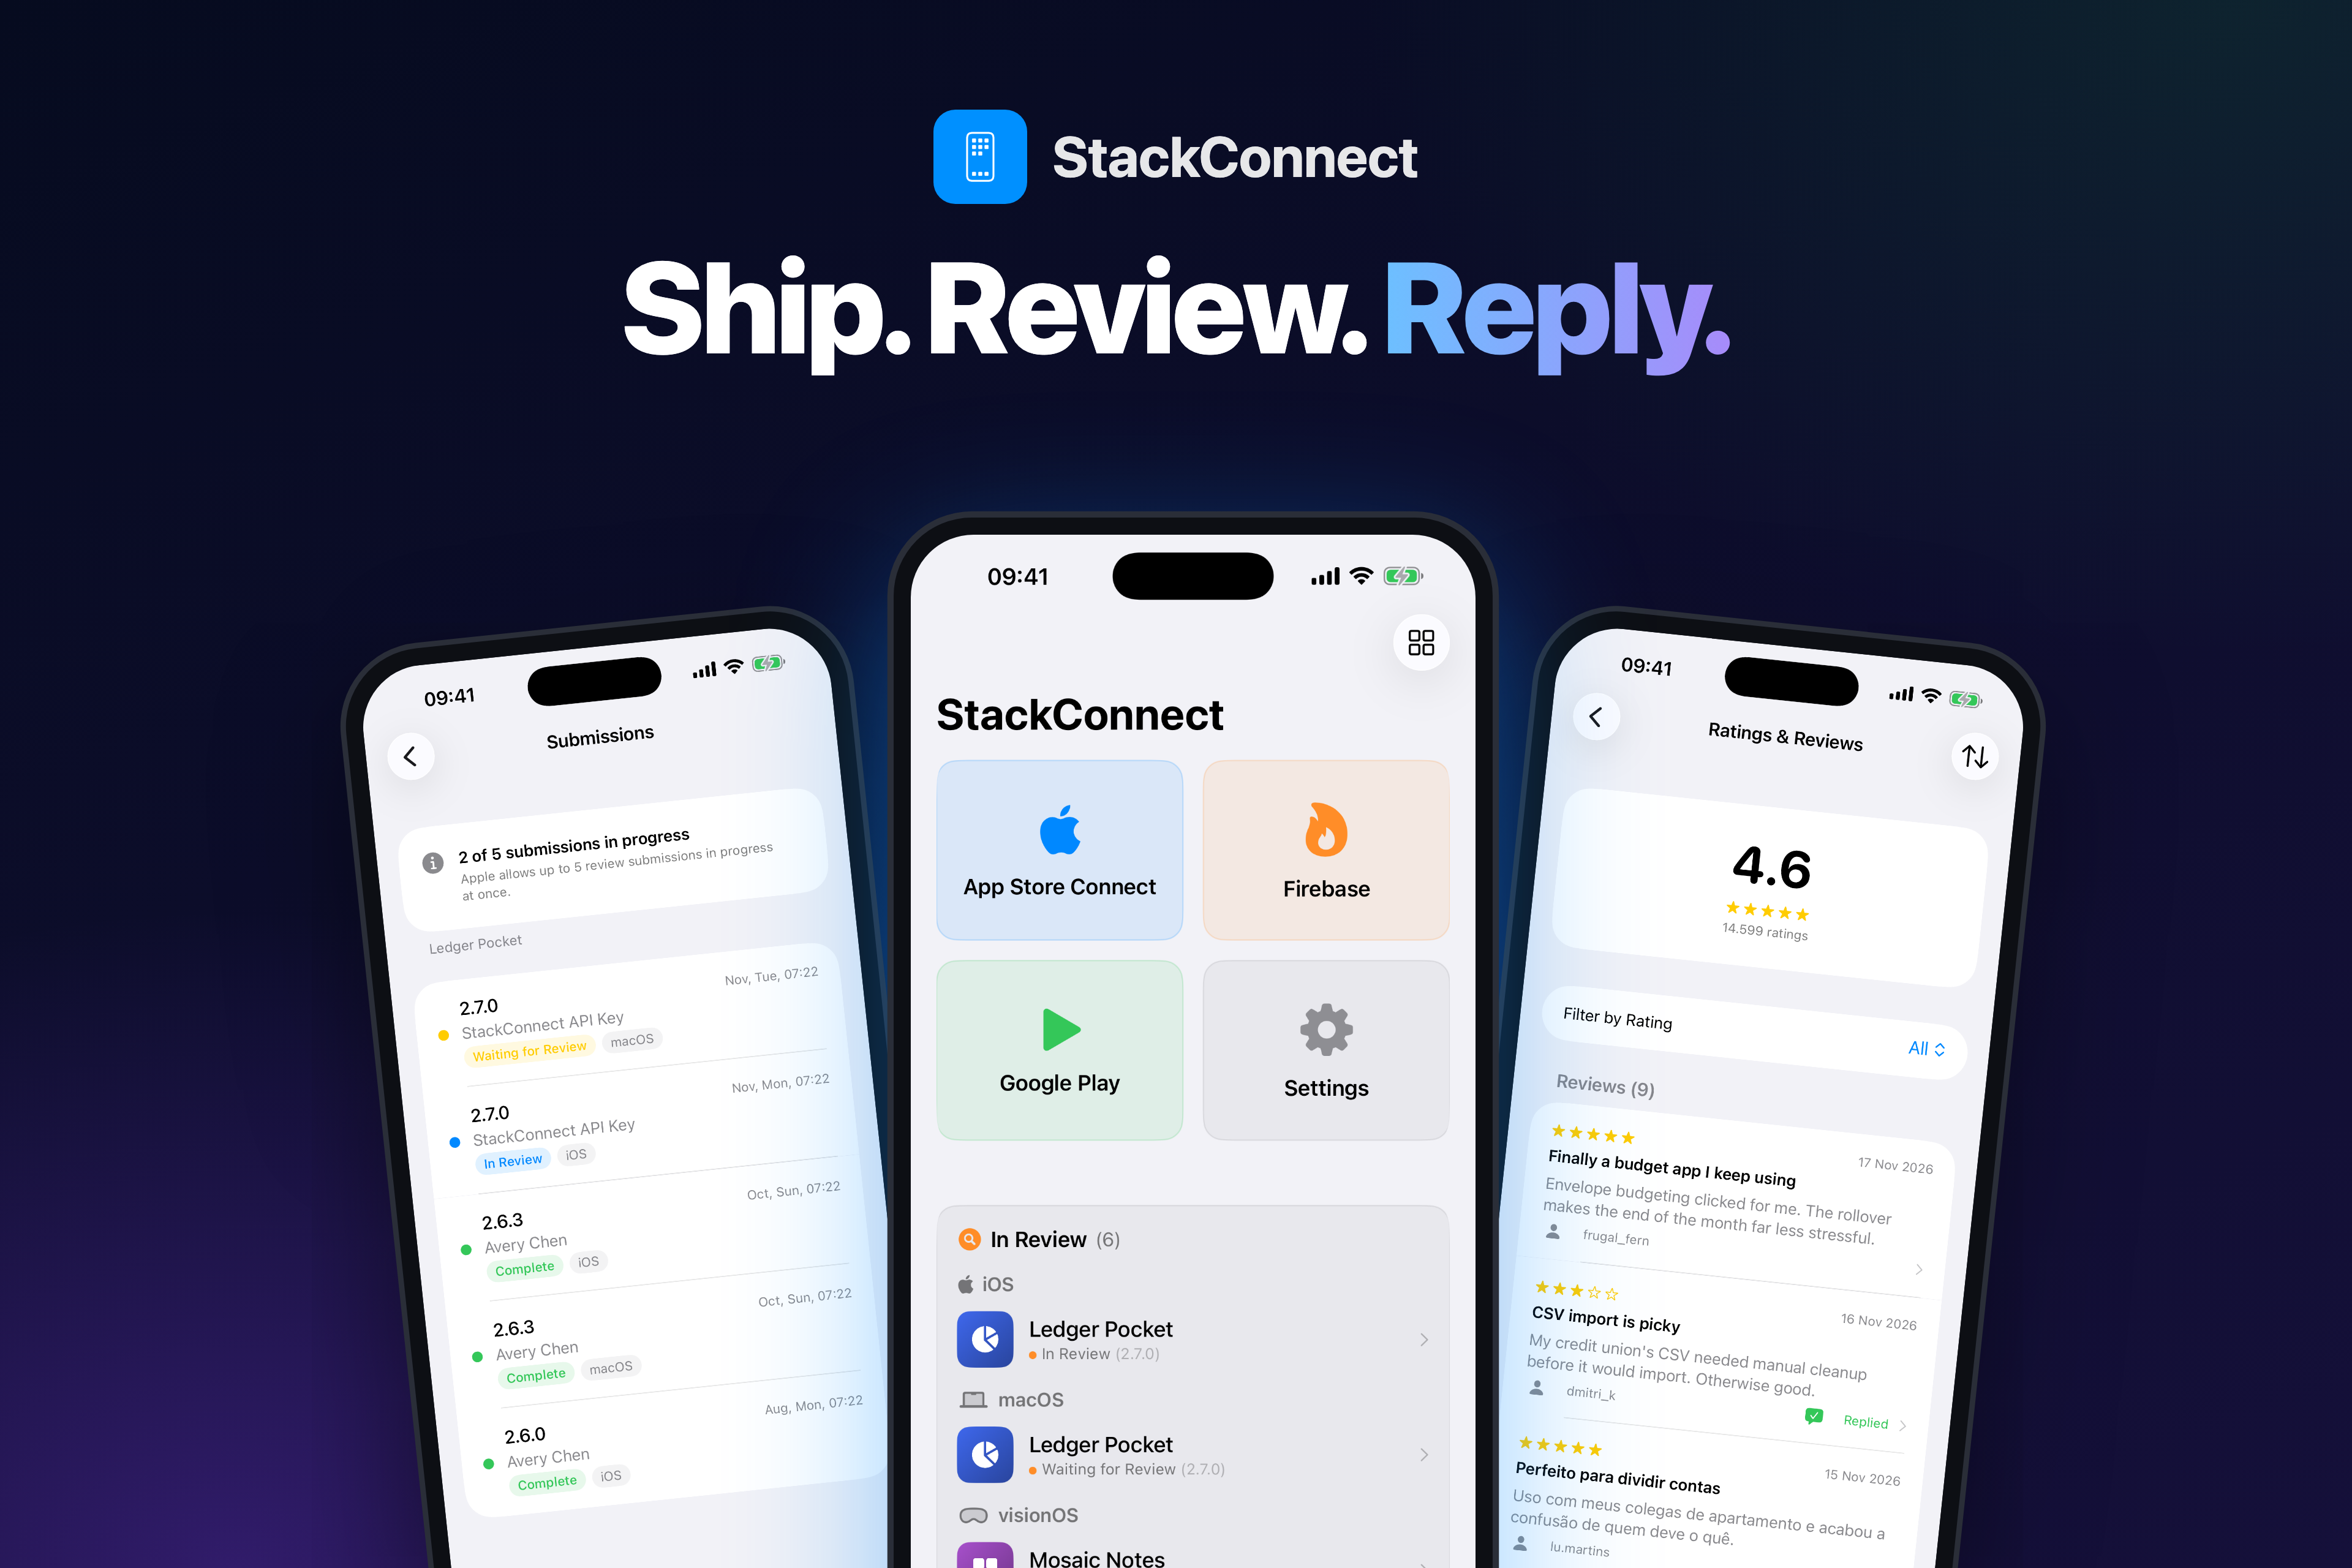 StackConnect
Ship. Review. Reply.
09:41
Submissions
2 of 5 submissions in progress
Apple allows up to 5 review submissions in progress
at once.
Ledger Pocket
2.7.0
Nov, Tue, 07:22
StackConnect API Key
Waiting for Review macOS
2.7.0
Nov, Mon, 07:22
StackConnect API Key
In Review iOS
2.6.3
Oct, Sun, 07:22
Avery Chen
Complete iOS
2.6.3
Oct, Sun, 07:22
Avery Chen
Complete macOS
2.6.0
Aug, Mon, 07:22
Avery Chen
Complete iOS
09:41
StackConnect
App Store Connect
Firebase
Google Play
Settings
In Review (6)
iOS
Ledger Pocket
In Review (2.7.0)
macOS
Ledger Pocket
Waiting for Review (2.7.0)
visionOS
Mosaic Notes
09:41
Ratings & Reviews
4.6
14.599 ratings
Filter by Rating
All
Reviews (9)
Finally a budget app I keep using
17 Nov 2026
Envelope budgeting clicked for me. The rollover
makes the end of the month far less stressful.
frugal_fern
CSV import is picky
16 Nov 2026
My credit union's CSV needed manual cleanup
before it would import. Otherwise good.
dmitri_k
Replied
Perfeito para dividir contas
15 Nov 2026
Uso com meus colegas de apartamento e acabou a
confusão de quem deve o quê.
lu.martins